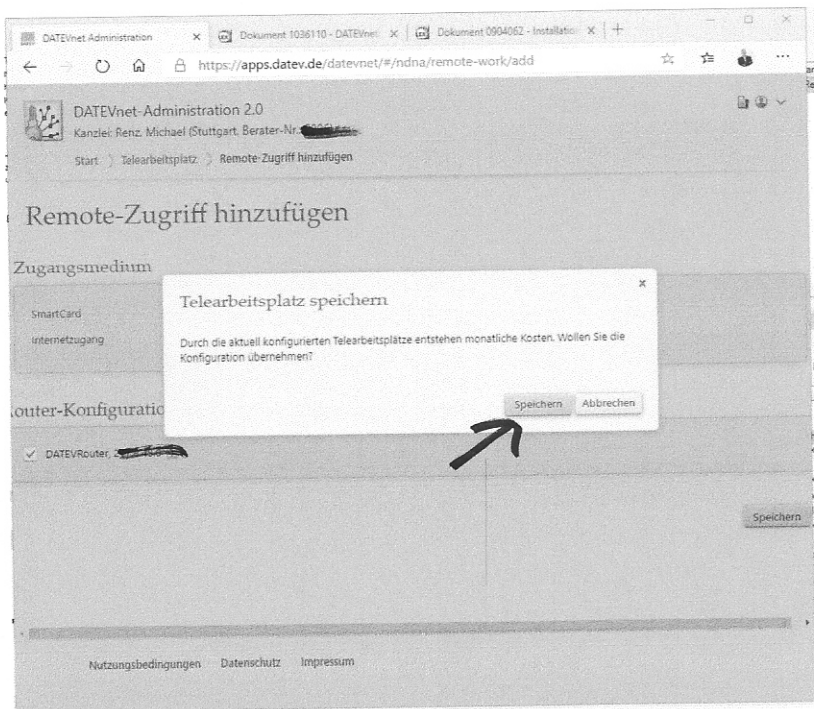 DATEVnet Administration
Dokument 1036110 - DATEVnet
Dokument 0904062 - Installatio
https://apps.datev.de/datevnet/#/ndna/remote-work/add
DATEVnet-Administration 2.0
Kanzlei: Renz, Michael (Stuttgart, Berater-Nr.
Start Telearbeitsplatz Remote-Zugriff hinzufügen
Remote-Zugriff hinzufügen
Zugangsmedium
SmartCard
Internetzugang
Telearbeitsplatz speichern
Durch die aktuell konfigurierten Telearbeitsplätze entstehen monatliche Kosten. Wollen Sie die
Konfiguration übernehmen?
Speichern Abbrechen
outer-Konfiguratio
DATEVRouter,
Speichern
Nutzungsbedingungen Datenschutz Impressum